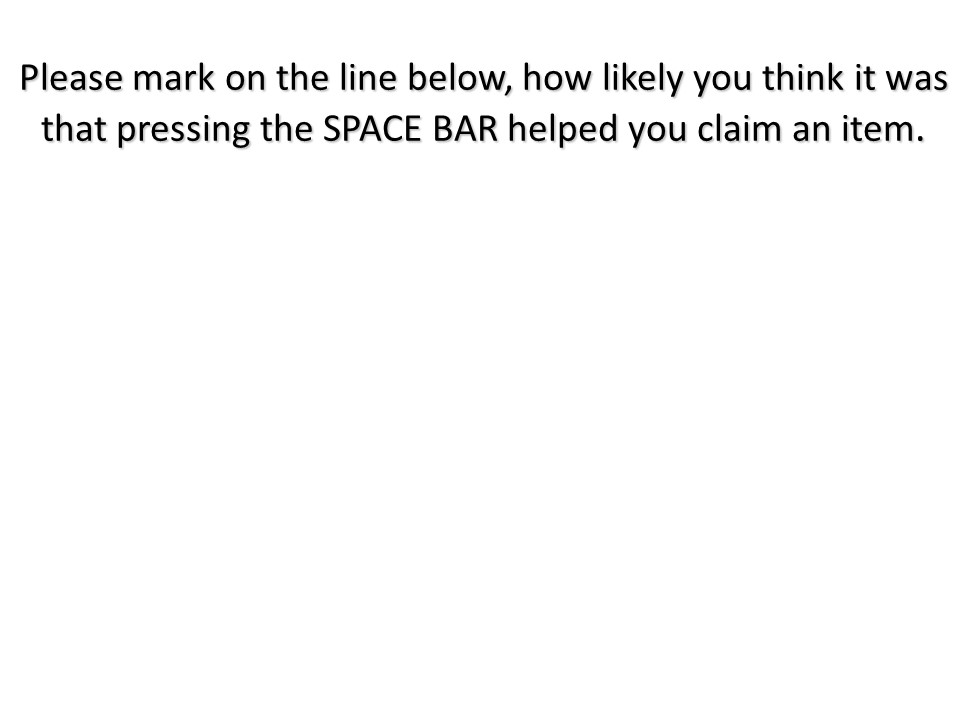 Please mark on the line below, how likely you think it was
that pressing the SPACE BAR helped you claim an item.